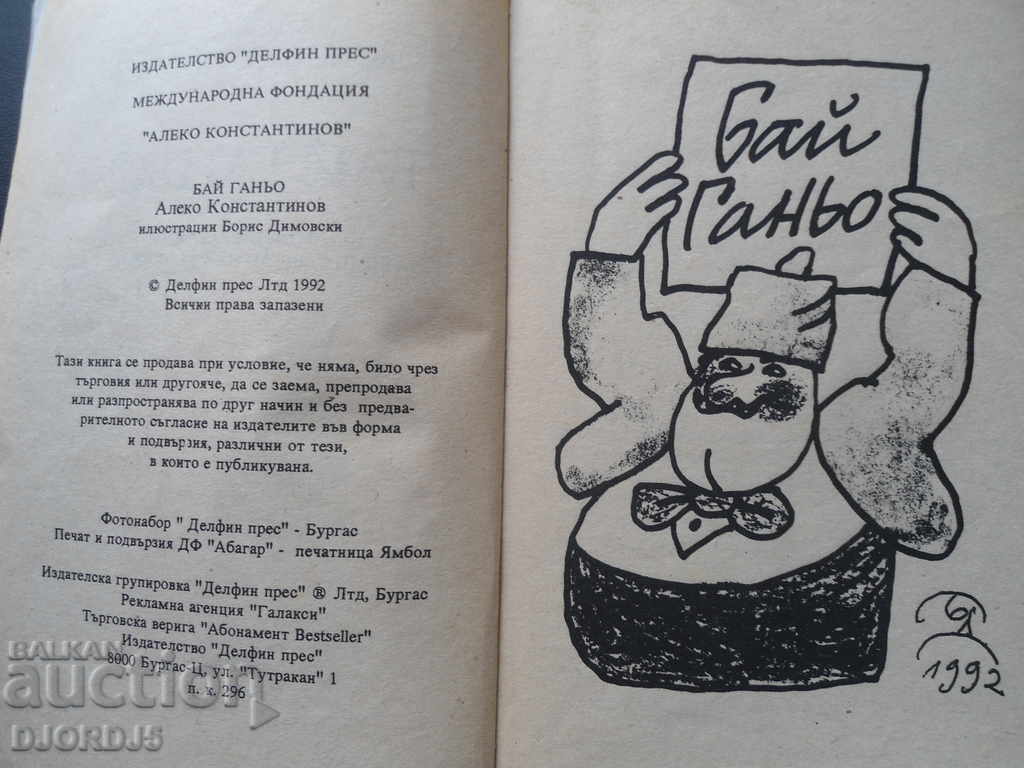 ИЗДАТЕЛСТВО "ДЕЛФИН ПРЕС"
МЕЖДУНАРОДНА ФОНДАЦИЯ
"АЛЕКО КОНСТАНТИНОВ"
БАЙ ГАНЬО
Алеко Константинов
илюстрации Борис Димовски
© Делфин прес Лтд 1992
Всички права запазени
Тази книга се продава при условие, че няма, било чрез
търговия или другояче, да се заема, препродава
или разпространява по друг начин и без предва-
рителното съгласие на издателите във форма
и подвързия, различни от тези,
в които е публикувана.
Фотонабор " Делфин прес" - Бургас
Печат и подвързия ДФ "Абагар" - печатница Ямбол
Издателска групировка "Делфин прес" ® Лтд, Бургас
Рекламна агенция "Галакси"
Търговска верига "Абонамент Bestseller"
Издателство "Делфин прес"
8000 Бургас-Ц, ул. "Тутракан" 1
п. к. 296
Бай
Ганьо
1992
BALKAN
auction
DJORDJ5